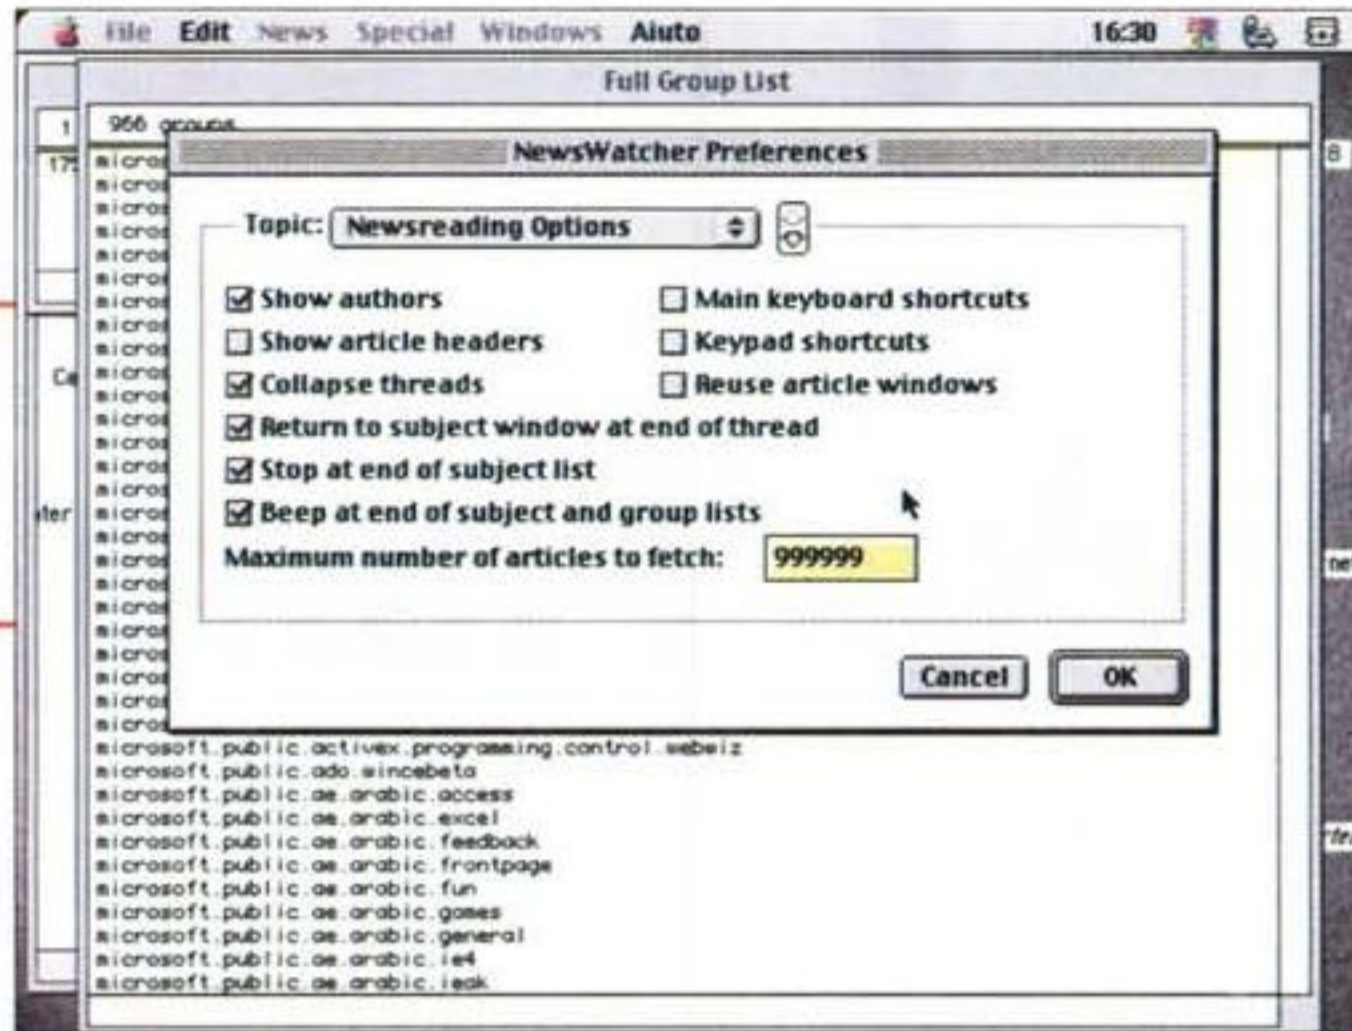 File Edit News Special Windows Aiuto 16:30
Full Group List
1 966 groups
NewsWatcher Preferences
Topic: Newsreading Options
Show authors
Main keyboard shortcuts
Show article headers
Keypad shortcuts
Collapse threads
Reuse article windows
Return to subject window at end of thread
Stop at end of subject list
Beep at end of subject and group lists
Maximum number of articles to fetch: 999999
Cancel OK
microsoft.public.activex.programming.control.webwiz
microsoft.public.ado.wincebeta
microsoft.public.ae.arabic.access
microsoft.public.ae.arabic.excel
microsoft.public.ae.arabic.feedback
microsoft.public.ae.arabic.frontpage
microsoft.public.ae.arabic.fun
microsoft.public.ae.arabic.games
microsoft.public.ae.arabic.general
microsoft.public.ae.arabic.ie4
microsoft.public.ae.arabic.ieak